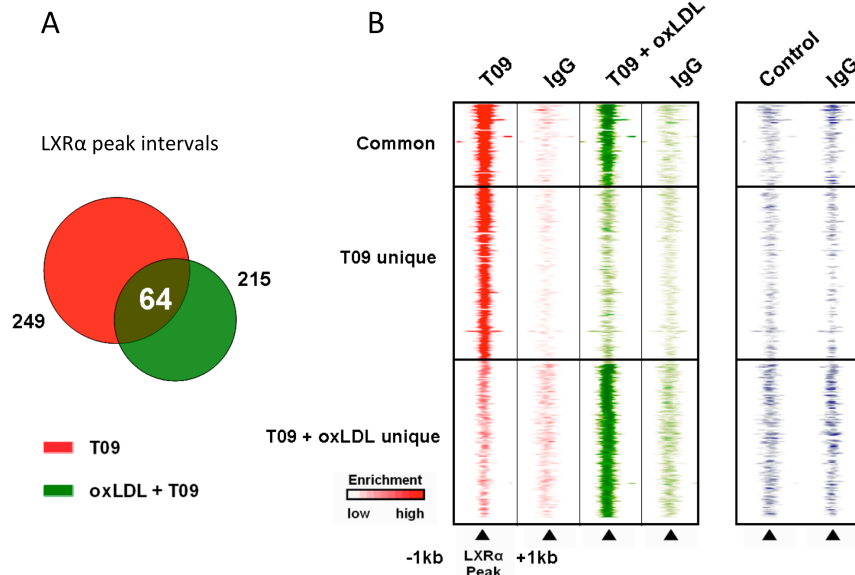 A
B
T09
IgG
T09 + oxLDL
IgG
Control
IgG
LXRα peak intervals
Common
T09 unique
T09 + oxLDL unique
64
215
249
T09
oxLDL + T09
Enrichment
low high
-1kb LXRα +1kb
Peak